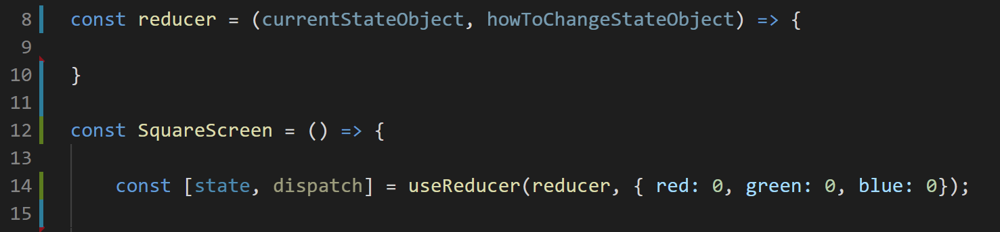 8 const reducer = (currentStateObject, howToChangeStateObject) => {
9
10 }
11
12 const SquareScreen = () => {
13
14 const [state, dispatch] = useReducer(reducer, { red: 0, green: 0, blue: 0});
15